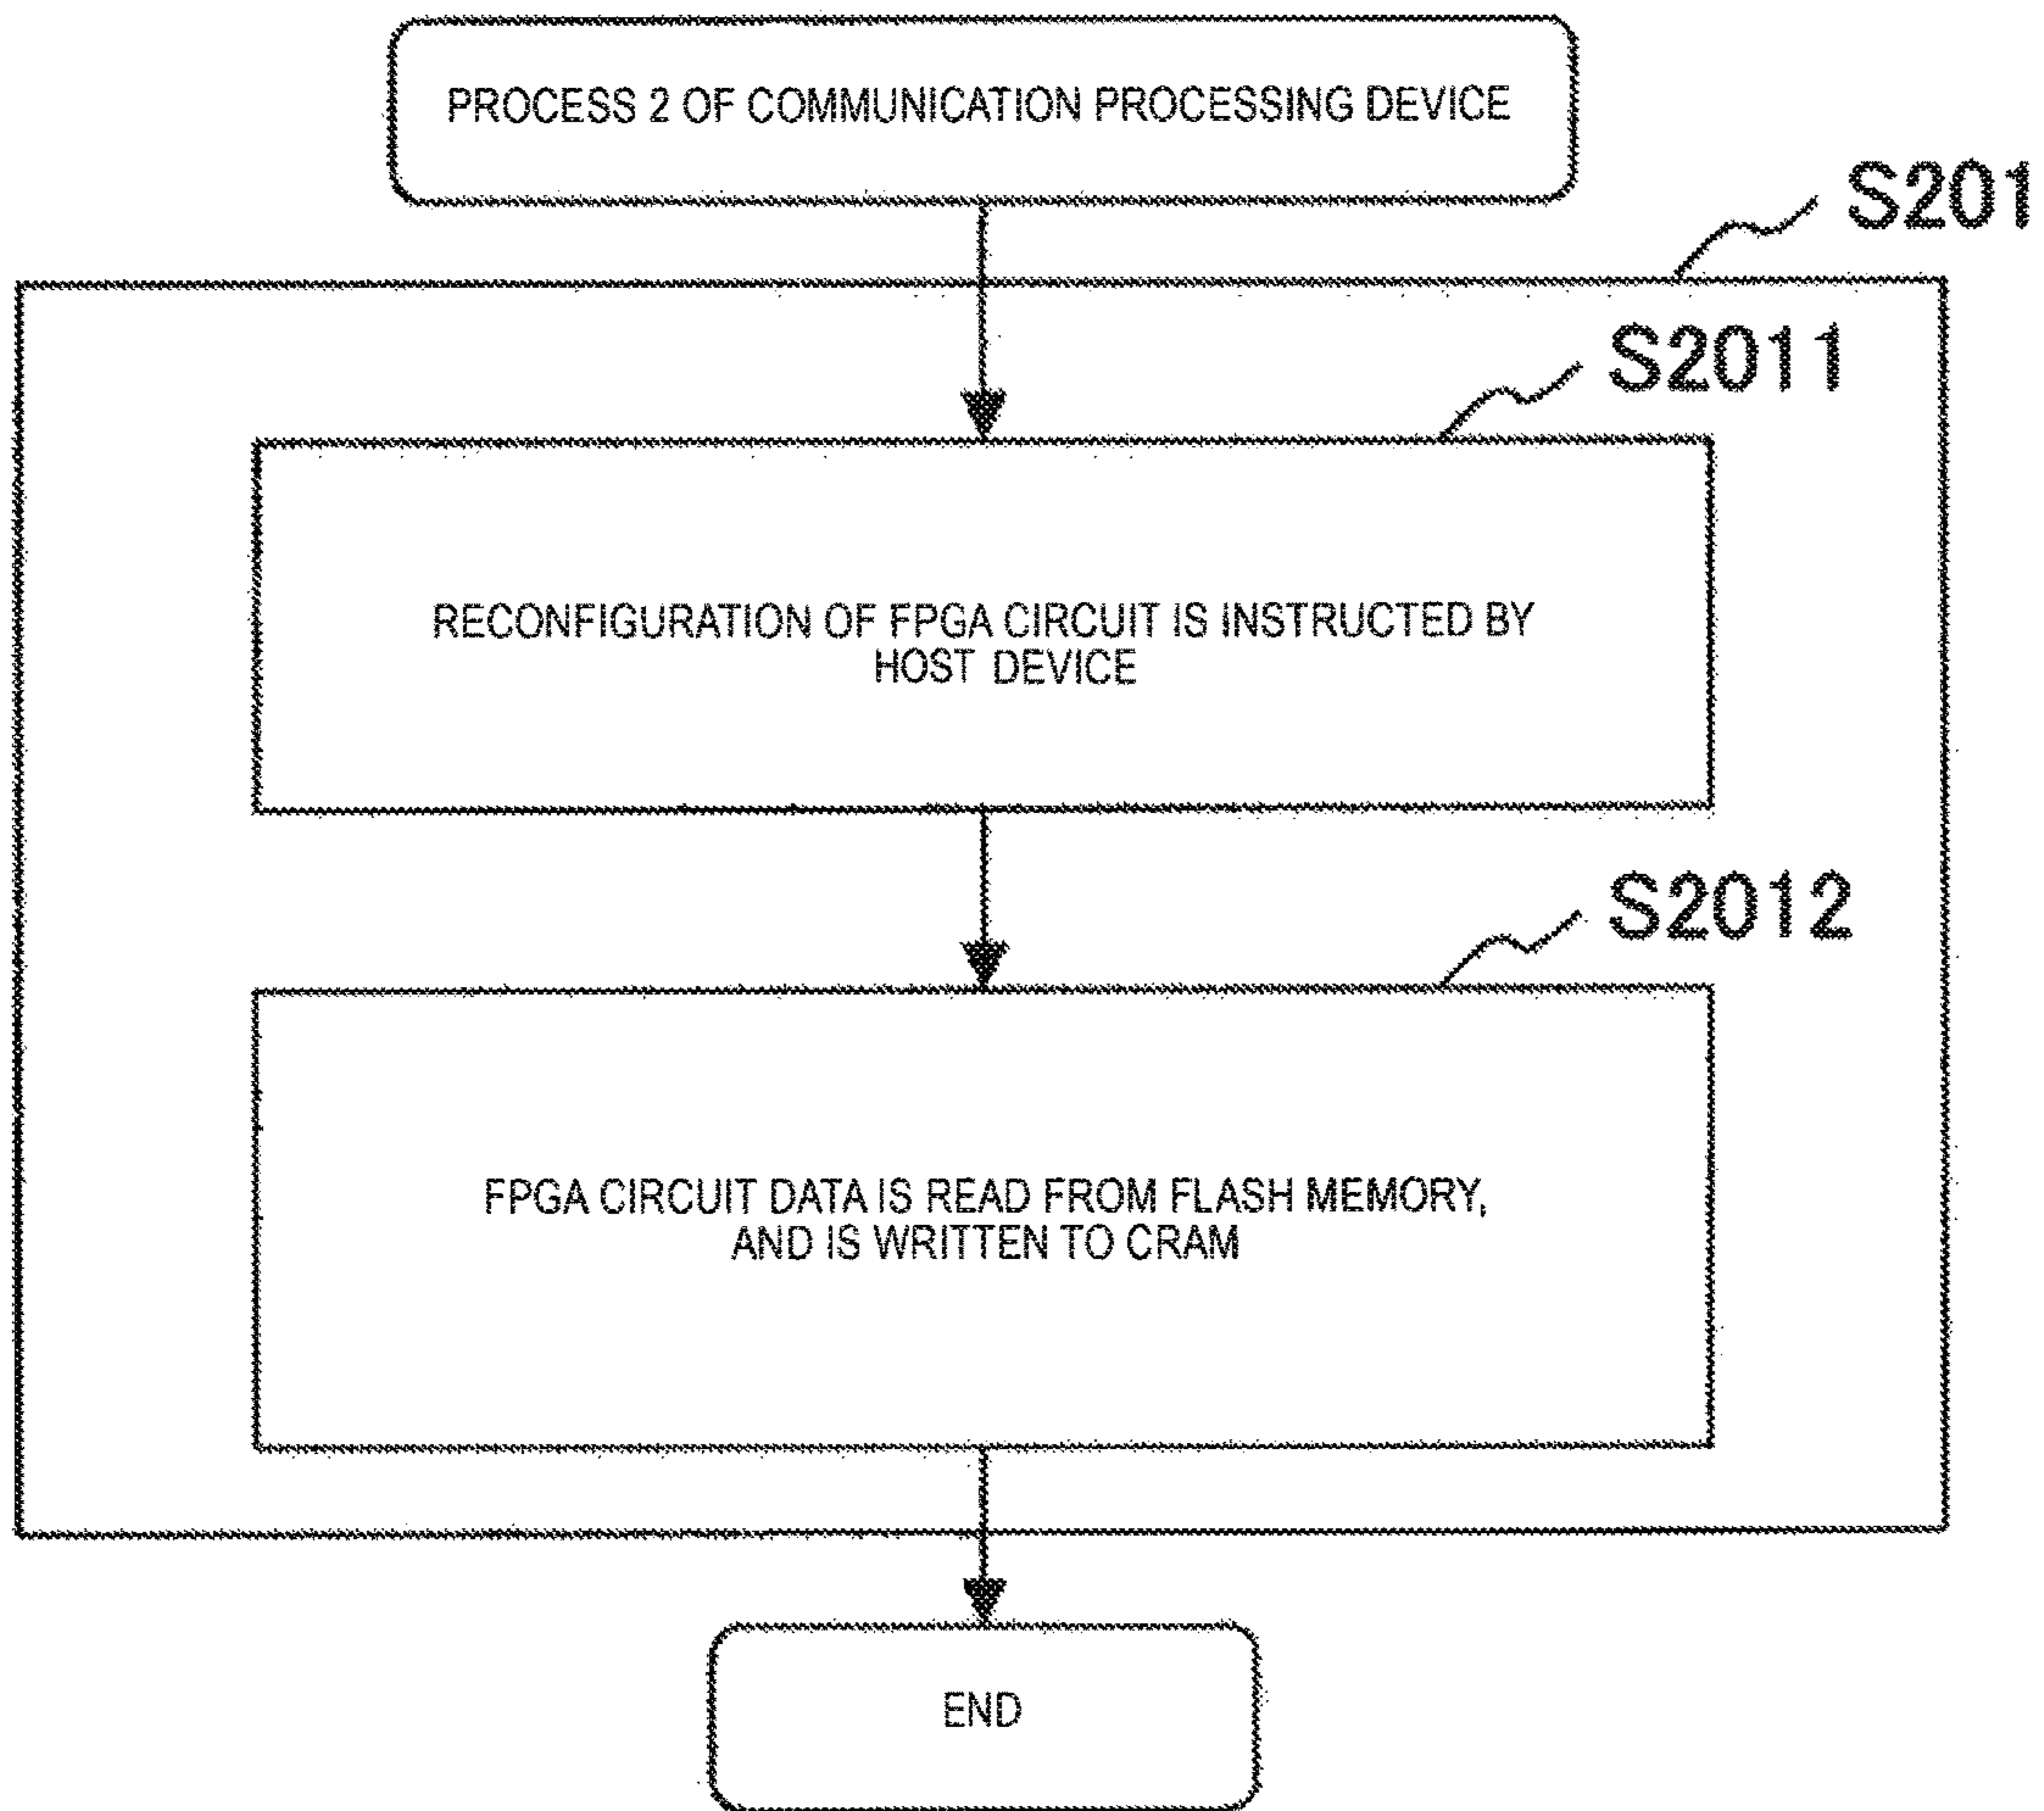 PROCESS 2 OF COMMUNICATION PROCESSING DEVICE
S201
S2011
RECONFIGURATION OF FPGA CIRCUIT IS INSTRUCTED BY
HOST DEVICE
S2012
FPGA CIRCUIT DATA IS READ FROM FLASH MEMORY,
AND IS WRITTEN TO CRAM
END